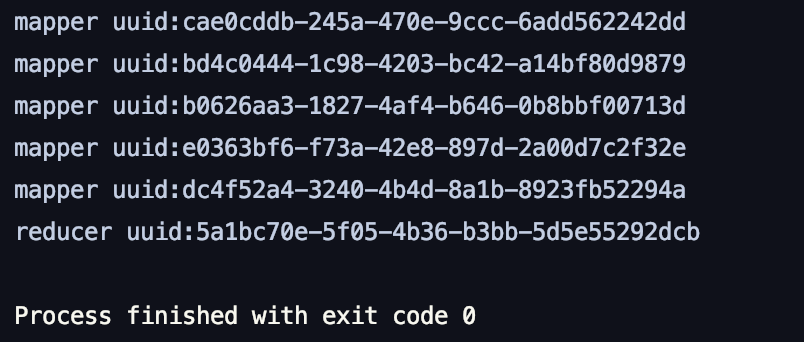 mapper uuid:cae0cddb-245a-470e-9ccc-6add562242dd
mapper uuid:bd4c0444-1c98-4203-bc42-a14bf80d9879
mapper uuid:b0626aa3-1827-4af4-b646-0b8bbf00713d
mapper uuid:e0363bf6-f73a-42e8-897d-2a00d7c2f32e
mapper uuid:dc4f52a4-3240-4b4d-8a1b-8923fb52294a
reducer uuid:5a1bc70e-5f05-4b36-b3bb-5d5e55292dcb
Process finished with exit code 0